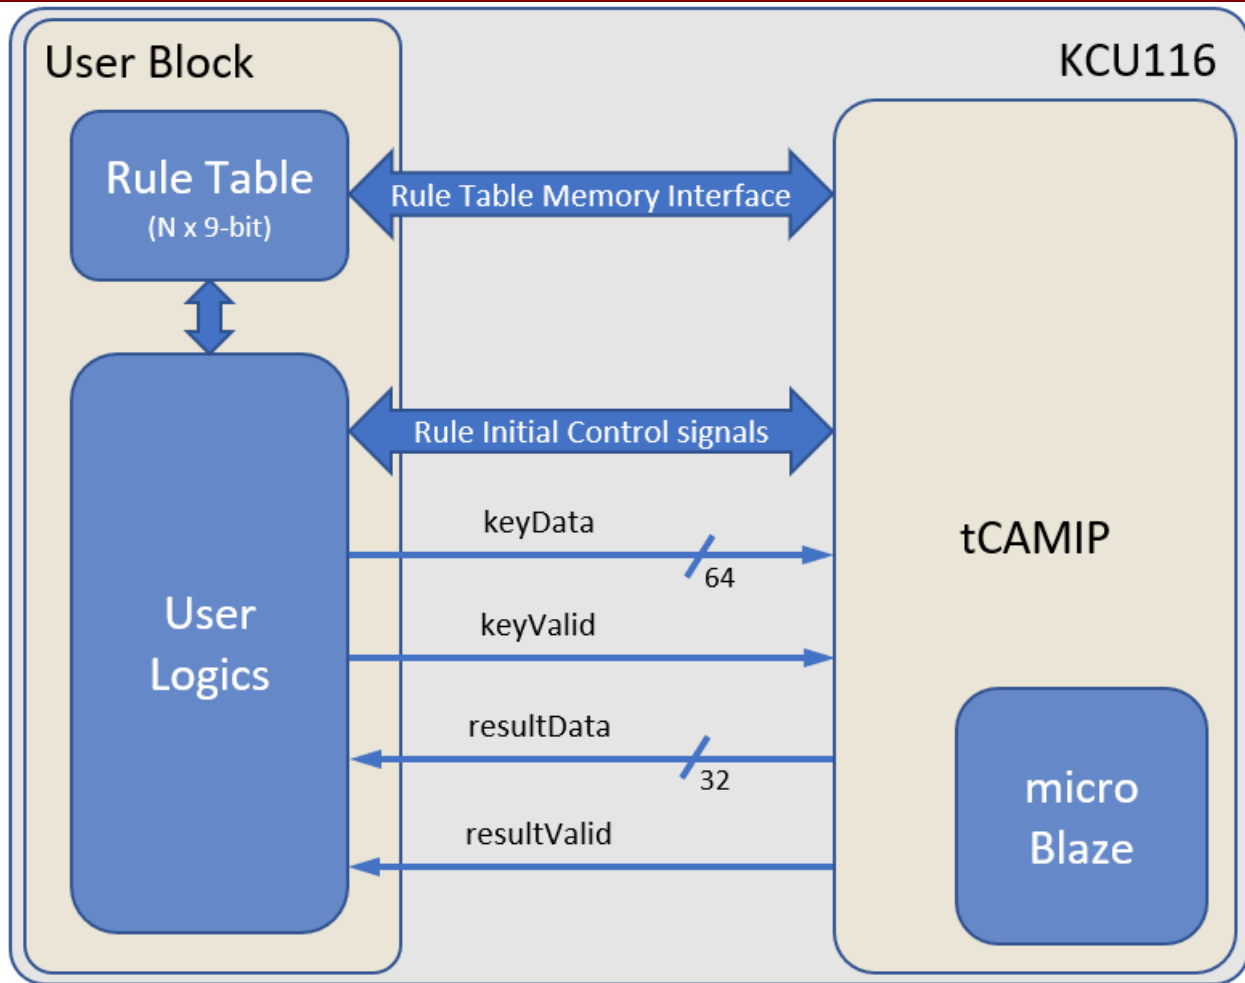 User Block
KCU116
Rule Table
(N x 9-bit)
Rule Table Memory Interface
Rule Initial Control signals
keyData
64
tCAMIP
User
Logics
keyValid
resultData
32
micro
Blaze
resultValid